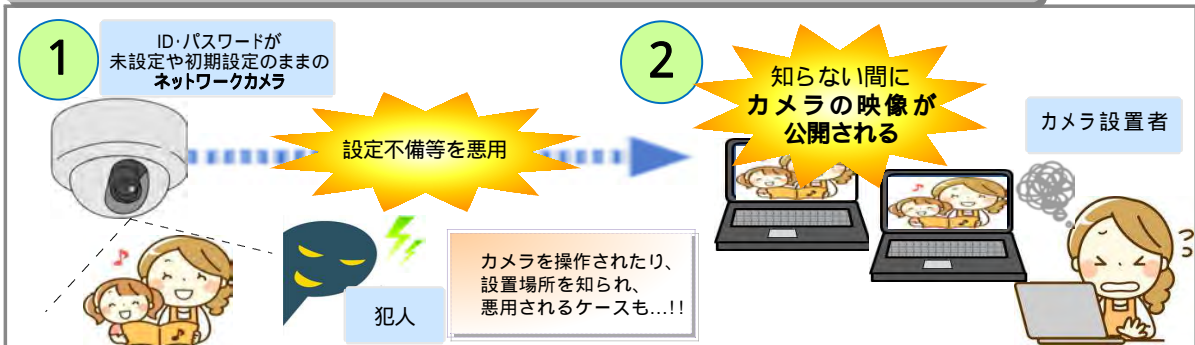 1
ID・パスワードが
未設定や初期設定のままの
ネットワークカメラ
設定不備等を悪用
犯人
カメラを操作されたり、
設置場所を知られ、
悪用されるケースも…!!
2
知らない間に
カメラの映像が
公開される
カメラ設置者